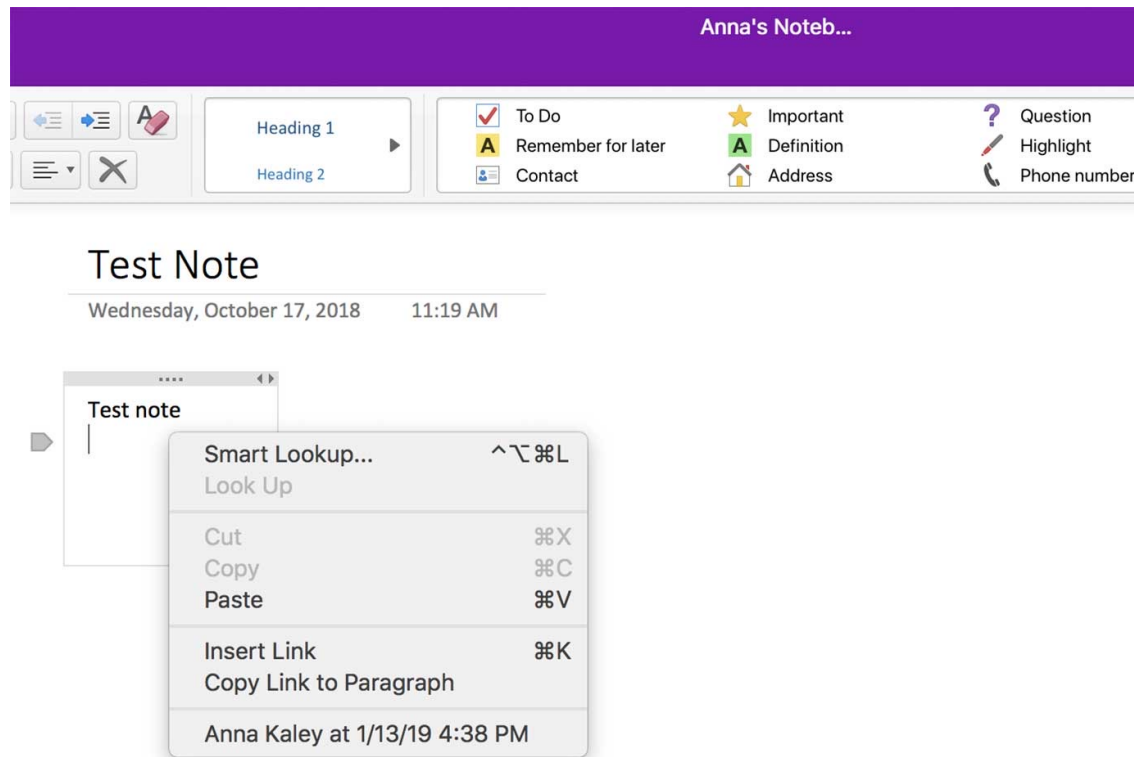 Anna's Noteb...
Heading 1
Heading 2
To Do Important Question
A Remember for later A Definition ? Highlight
Contact Address Phone number
Test Note
Wednesday, October 17, 2018 11:19 AM
Test note
Smart Lookup... ^⌥⌘L
Look Up
Cut ⌘X
Copy ⌘C
Paste ⌘V
Insert Link ⌘K
Copy Link to Paragraph
Anna Kaley at 1/13/19 4:38 PM